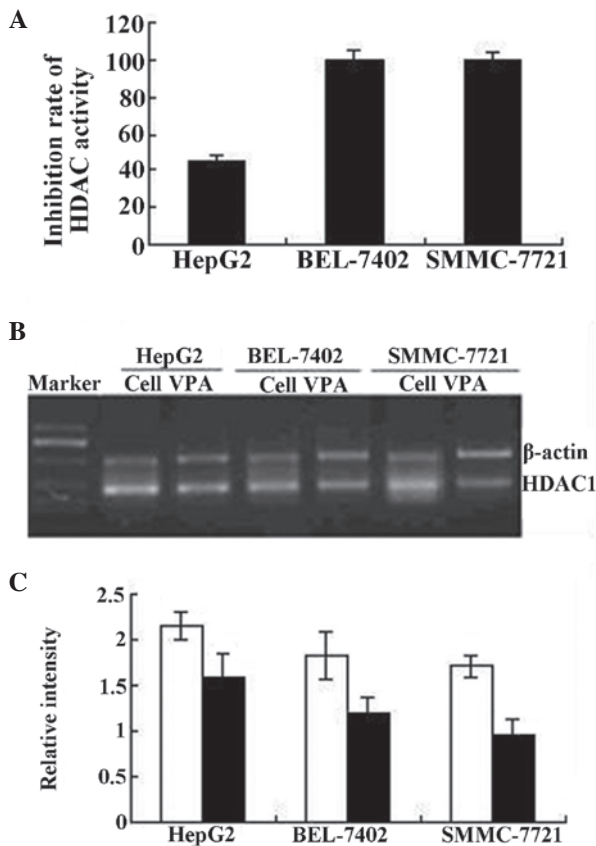 A
Inhibition rate of
HDAC activity
120
100
80
60
40
20
0
HepG2 BEL-7402 SMMC-7721
B
HepG2 BEL-7402 SMMC-7721
Marker Cell VPA Cell VPA Cell VPA
β-actin
HDAC1
C
Relative intensity
2.5
2
1.5
1
0.5
0
HepG2 BEL-7402 SMMC-7721